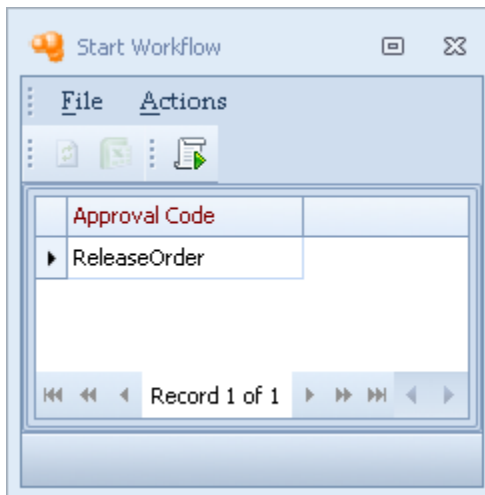 Start Workflow
File Actions
Approval Code
ReleaseOrder
Record 1 of 1